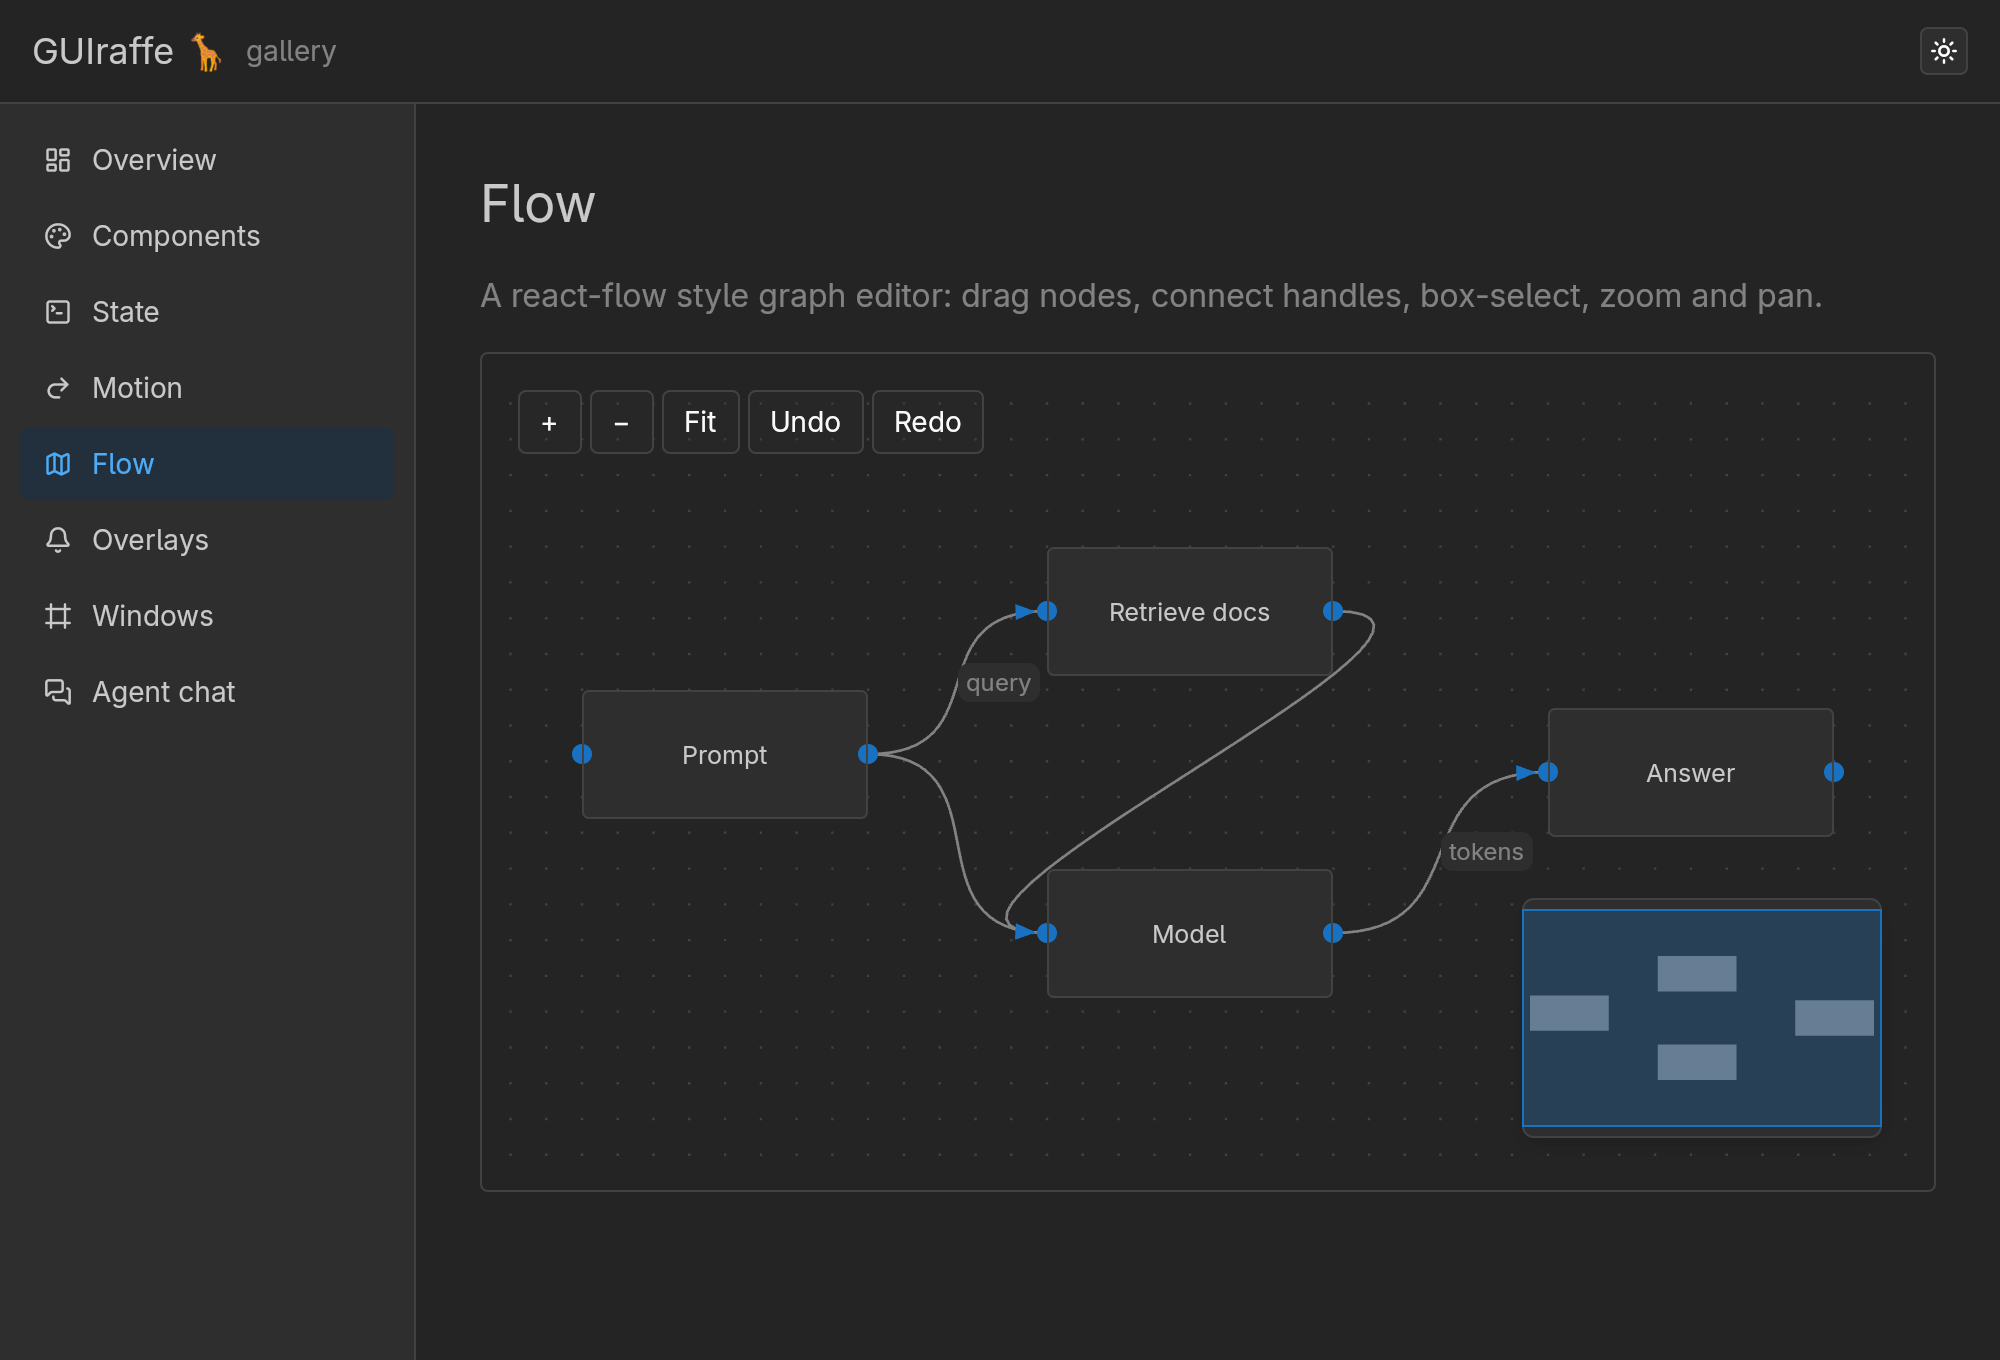 GUIraffe 🦒 gallery
Overview
Components
State
Motion
Flow
Overlays
Windows
Agent chat
Flow
A react-flow style graph editor: drag nodes, connect handles, box-select, zoom and pan.
+ − Fit Undo Redo
Retrieve docs
query
Prompt
Answer
tokens
Model